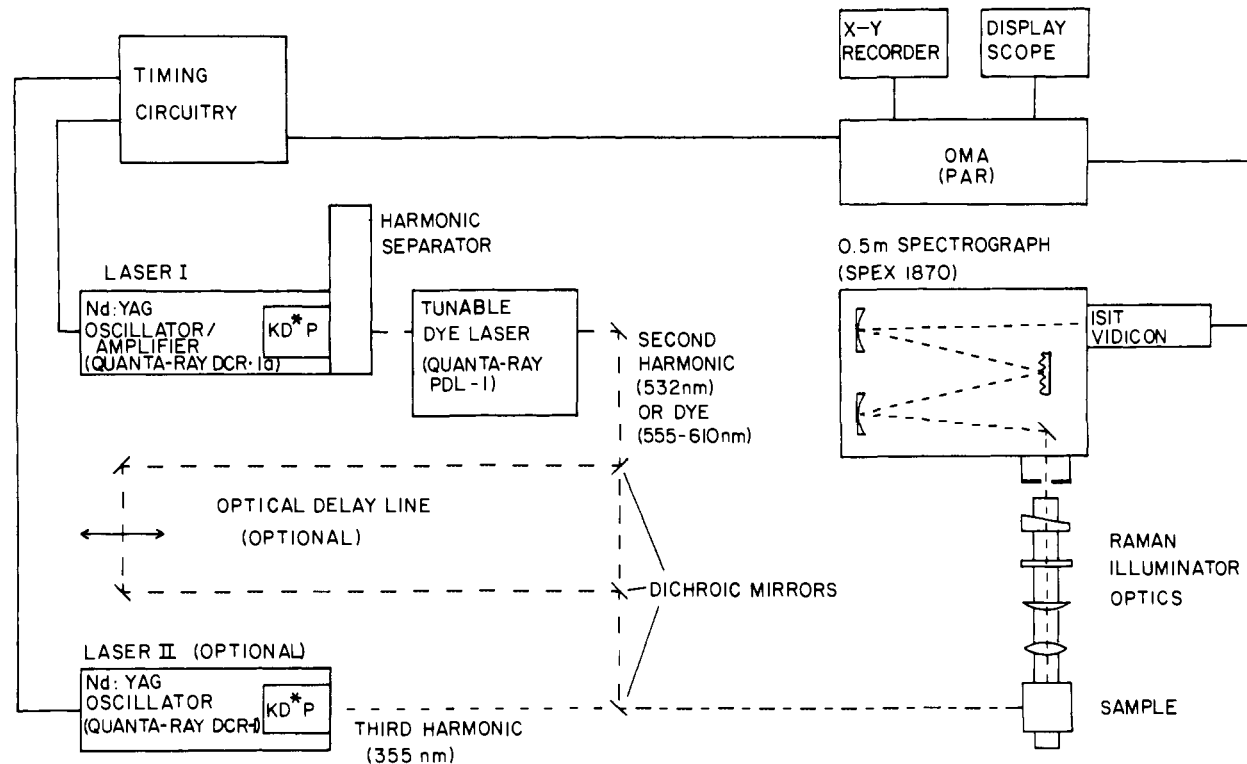 TIMING
CIRCUITRY
X-Y
RECORDER
DISPLAY
SCOPE
OMA
(PAR)
HARMONIC
SEPARATOR
0.5m SPECTROGRAPH
(SPEX 1870)
LASER I
Nd:YAG
OSCILLATOR/
AMPLIFIER
(QUANTA-RAY DCR-1a)
KD*P
TUNABLE
DYE LASER
(QUANTA-RAY
PDL-1)
SECOND
HARMONIC
(532nm)
OR DYE
(555-610nm)
ISIT
VIDICON
OPTICAL DELAY LINE
(OPTIONAL)
DICHROIC MIRRORS
RAMAN
ILLUMINATOR
OPTICS
LASER II (OPTIONAL)
Nd:YAG
OSCILLATOR
(QUANTA-RAY DCR-1)
KD*P
THIRD HARMONIC
(355 nm)
SAMPLE